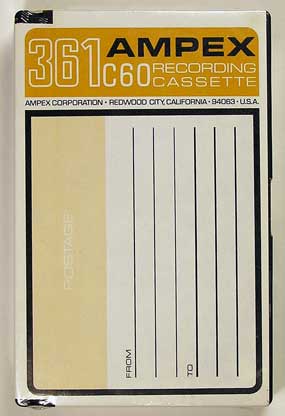 361 AMPEX
C60 RECORDING
CASSETTE
AMPEX CORPORATION • REDWOOD CITY, CALIFORNIA • 94063 • U.S.A.
POSTAGE
FROM
TO